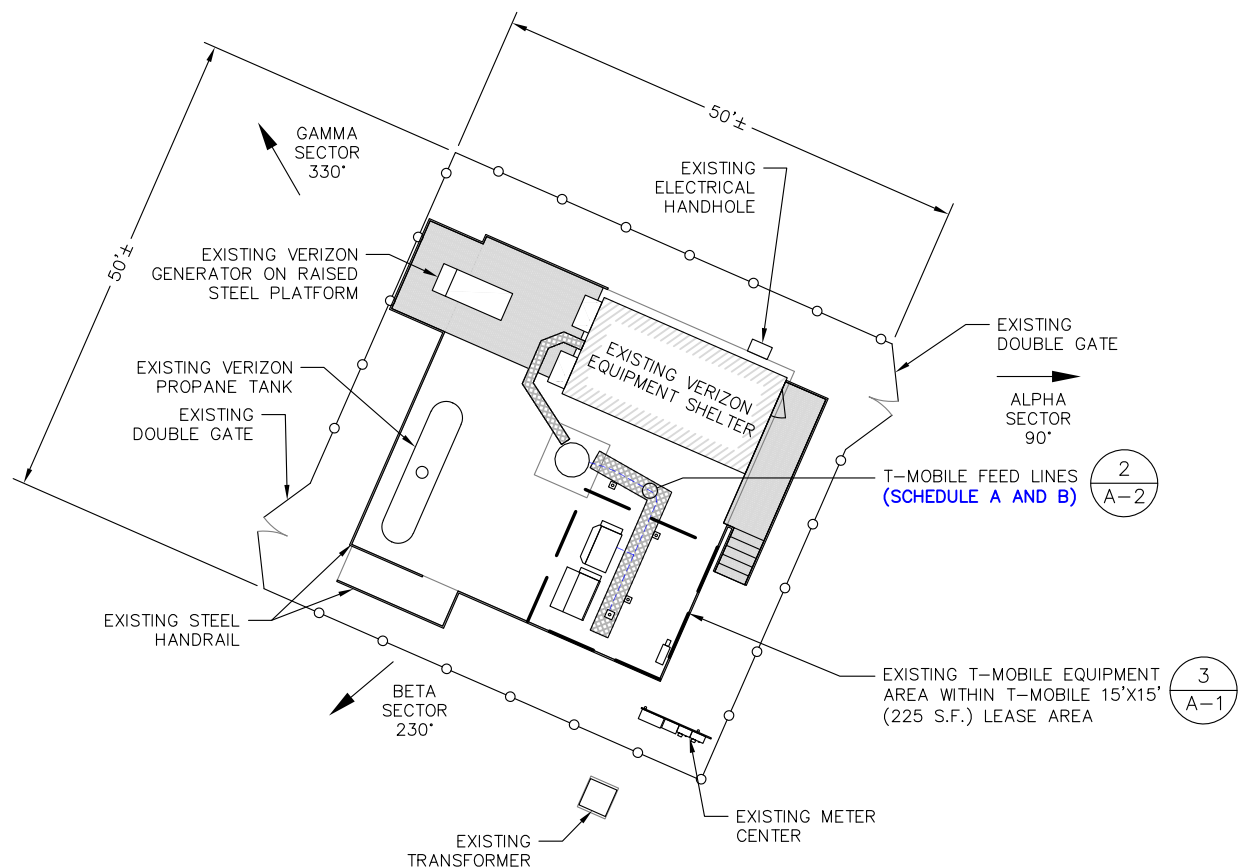 50'±
GAMMA
SECTOR
330°
EXISTING
ELECTRICAL
HANDHOLE
50'±
EXISTING VERIZON
GENERATOR ON RAISED
STEEL PLATFORM
EXISTING
DOUBLE GATE
EXISTING VERIZON
EQUIPMENT SHELTER
EXISTING VERIZON
PROPANE TANK
ALPHA
SECTOR
90°
EXISTING
DOUBLE GATE
T-MOBILE FEED LINES
(SCHEDULE A AND B)
2
A-2
EXISTING STEEL
HANDRAIL
EXISTING T-MOBILE EQUIPMENT
AREA WITHIN T-MOBILE 15'X15'
(225 S.F.) LEASE AREA
3
A-1
BETA
SECTOR
230°
EXISTING METER
CENTER
EXISTING
TRANSFORMER